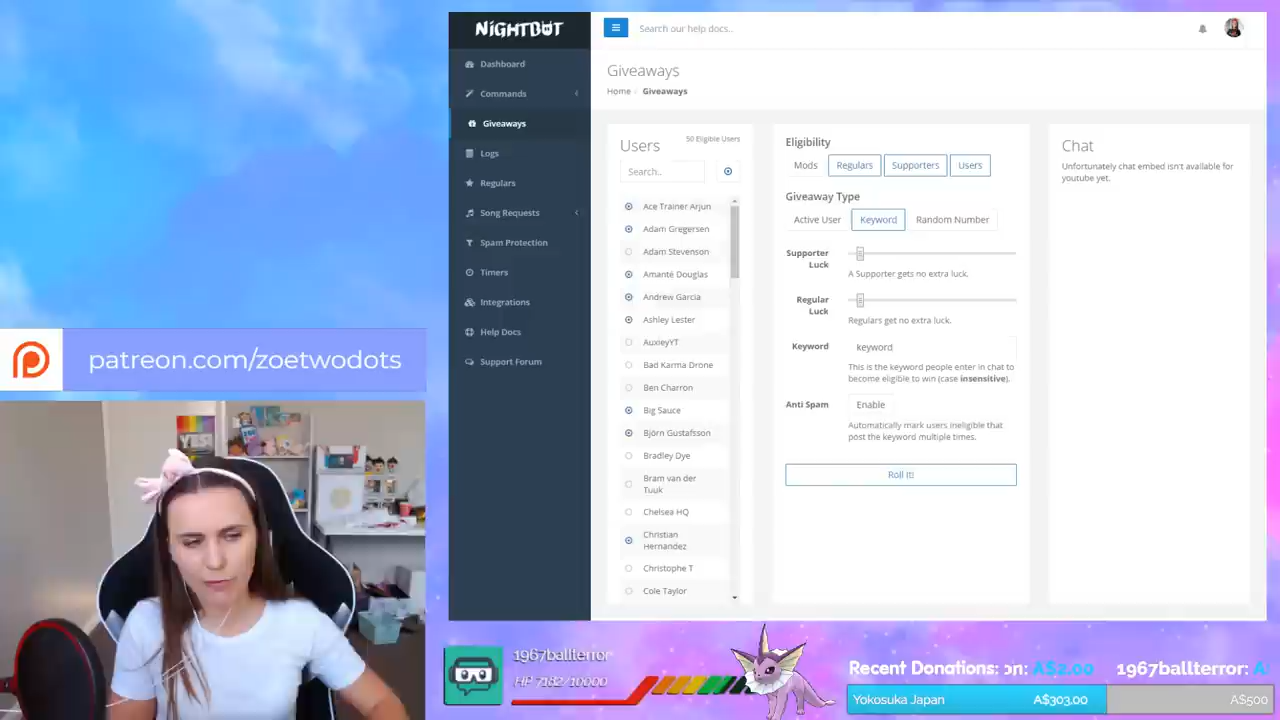 NIGHTBOT
Search our help docs..
Dashboard
Commands
Giveaways
Logs
Regulars
Song Requests
Spam Protection
Timers
Integrations
Help Docs
Support Forum
Giveaways
Home / Giveaways
Users
50 Eligible Users
Search..
Ace Trainer Arjun
Adam Gregersen
Adam Stevenson
Amanté Douglas
Andrew Garcia
Ashley Lester
AuxieyYT
Bad Karma Drone
Ben Charron
Big Sauce
Björn Gustafsson
Bradley Dye
Bram van der
Tuuk
Chelsea HQ
Christian
Hernandez
Christophe T
Cole Taylor
Eligibility
Mods Regulars Supporters Users
Giveaway Type
Active User Keyword Random Number
Supporter
Luck
A Supporter gets no extra luck.
Regular
Luck
Regulars get no extra luck.
Keyword
keyword
This is the keyword people enter in chat to
become eligible to win (case insensitive).
Anti Spam
Enable
Automatically mark users ineligible that
post the keyword multiple times.
Roll It!
Chat
Unfortunately chat embed isn't available for
youtube yet.
patreon.com/zoetwodots
1967ballterror
HP 7182/10000
Recent Donations: on: A$2.00 1967ballterror: A
Yokosuka Japan A$303.00 A$500